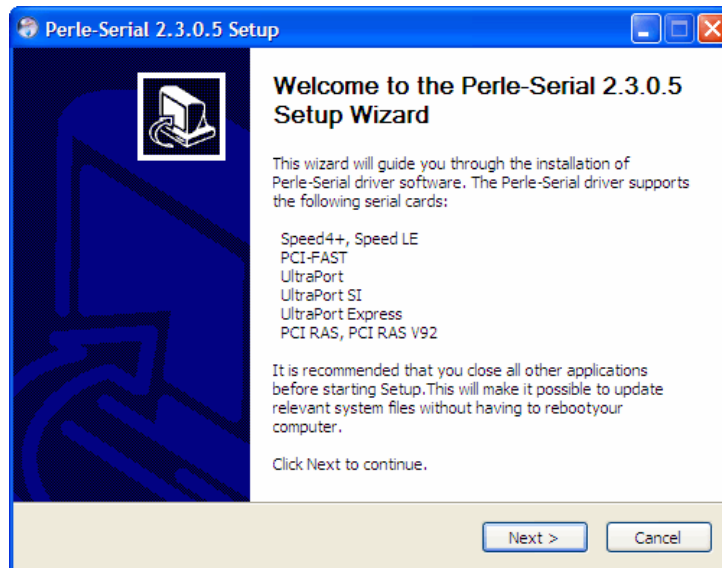 Perle-Serial 2.3.0.5 Setup
Welcome to the Perle-Serial 2.3.0.5
Setup Wizard
This wizard will guide you through the installation of
Perle-Serial driver software. The Perle-Serial driver supports
the following serial cards:
Speed4+, Speed LE
PCI-FAST
UltraPort
UltraPort SI
UltraPort Express
PCI RAS, PCI RAS V92
It is recommended that you close all other applications
before starting Setup.This will make it possible to update
relevant system files without having to rebootyour
computer.
Click Next to continue.
Next >
Cancel